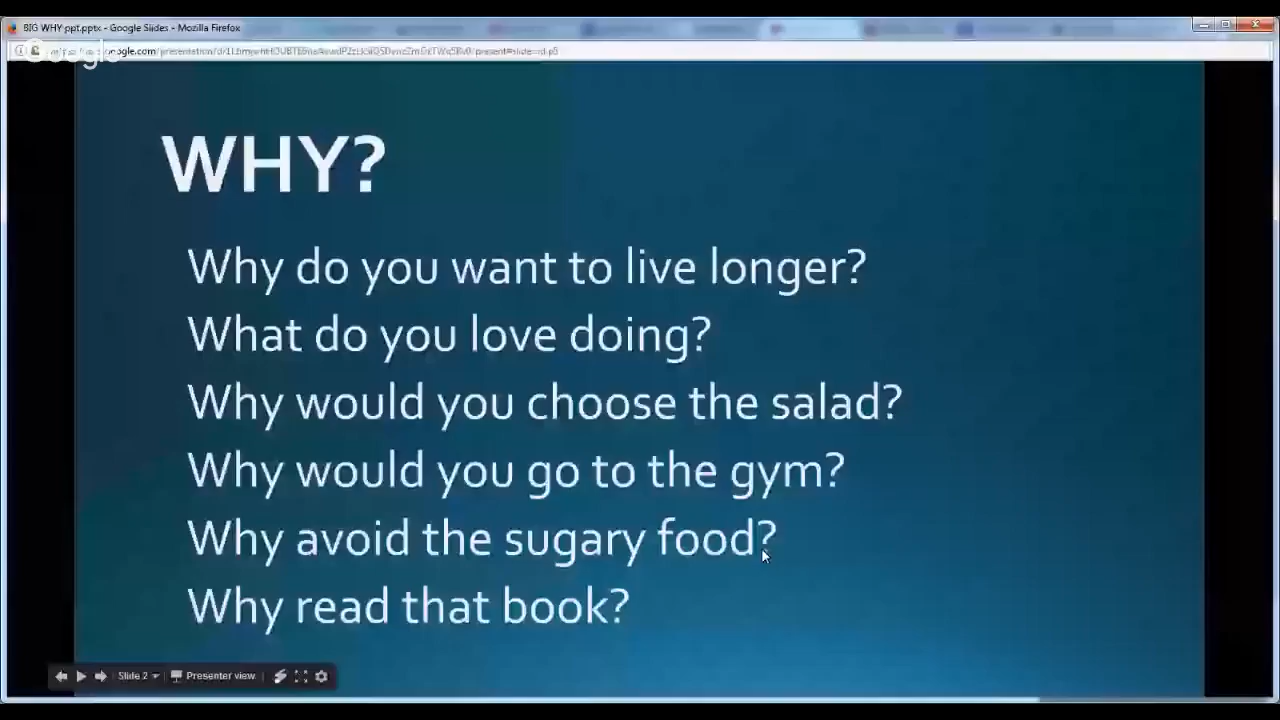 BIG WHY ppt.pptx - Google Slides - Mozilla Firefox
Google
WHY?
Why do you want to live longer?
What do you love doing?
Why would you choose the salad?
Why would you go to the gym?
Why avoid the sugary food?
Why read that book?
Slide 2
Presenter view